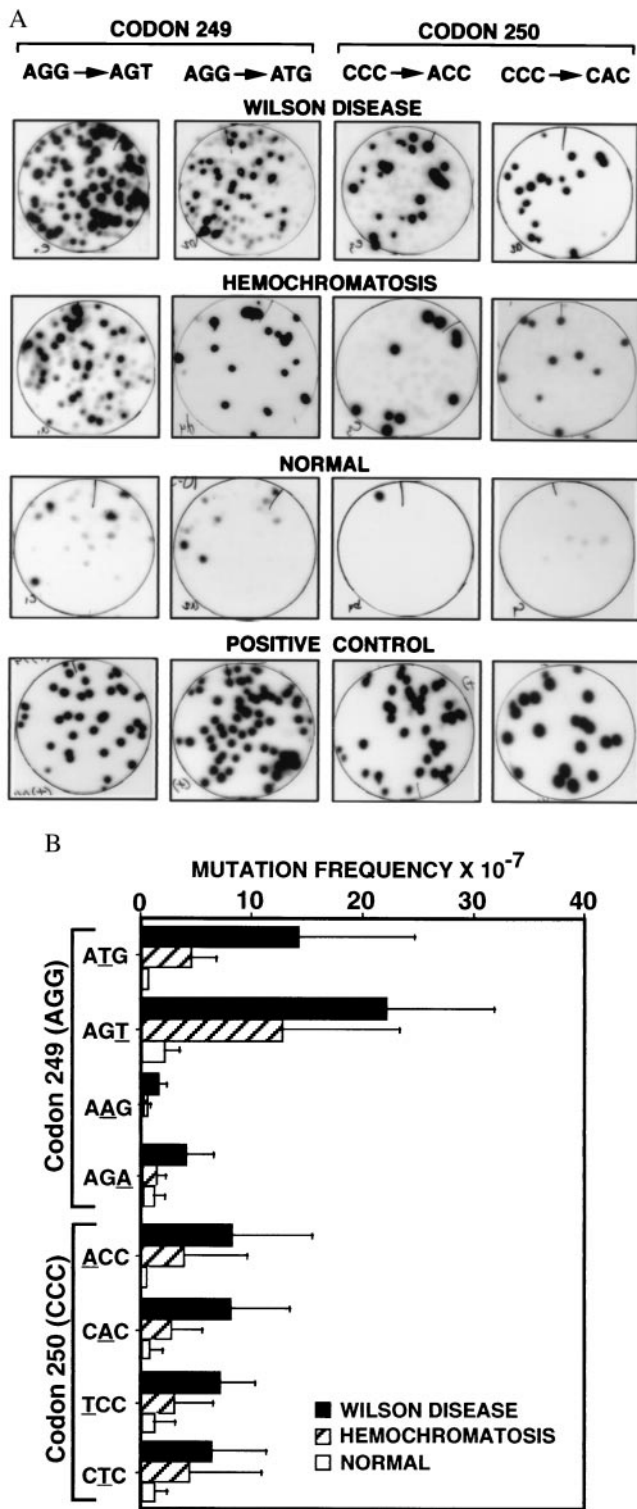 A
CODON 249 CODON 250
AGG→AGT AGG→ATG CCC→ACC CCC→CAC
WILSON DISEASE
HEMOCHROMATOSIS
NORMAL
POSITIVE CONTROL
B
MUTATION FREQUENCY X 10-7
0 10 20 30 40
Codon 249 (AGG)
ATG
AGT
AAG
AGA
Codon 250 (CCC)
ACC
CAC
TCC
CTC
WILSON DISEASE
HEMOCHROMATOSIS
NORMAL